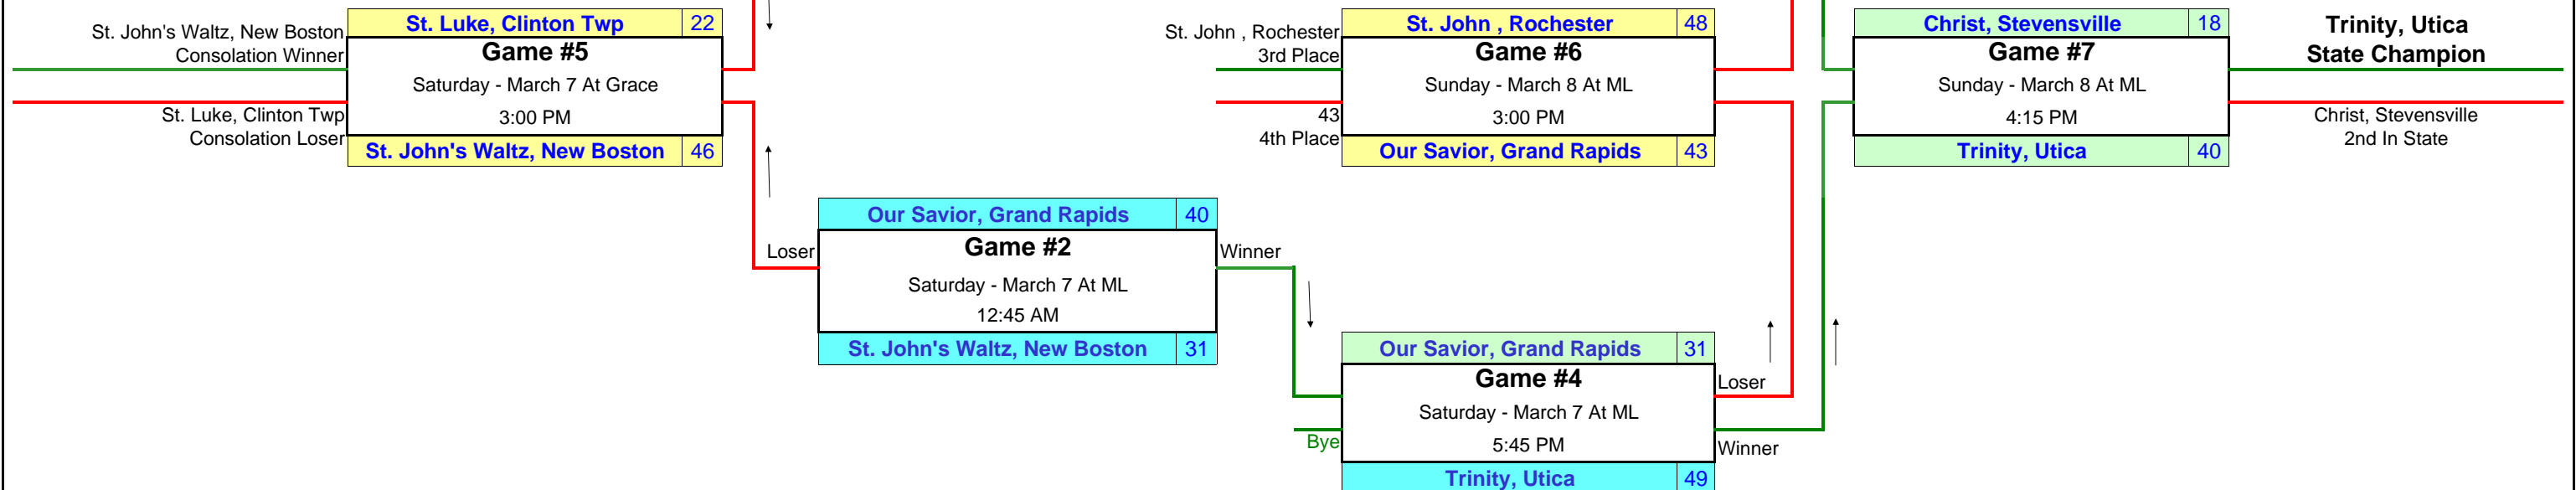 St. John's Waltz, New Boston
Consolation Winner
St. Luke, Clinton Twp
Consolation Loser
St. Luke, Clinton Twp 22
Game #5
Saturday - March 7 At Grace
3:00 PM
St. John's Waltz, New Boston 46
St. John , Rochester
3rd Place
43
4th Place
St. John , Rochester 48
Game #6
Sunday - March 8 At ML
3:00 PM
Our Savior, Grand Rapids 43
Christ, Stevensville 18
Game #7
Sunday - March 8 At ML
4:15 PM
Trinity, Utica 40
Trinity, Utica
State Champion
Christ, Stevensville
2nd In State
Our Savior, Grand Rapids 40
Loser
Game #2
Winner
Saturday - March 7 At ML
12:45 AM
St. John's Waltz, New Boston 31
Our Savior, Grand Rapids 31
Game #4
Loser
Saturday - March 7 At ML
Bye
5:45 PM
Winner
Trinity, Utica 49